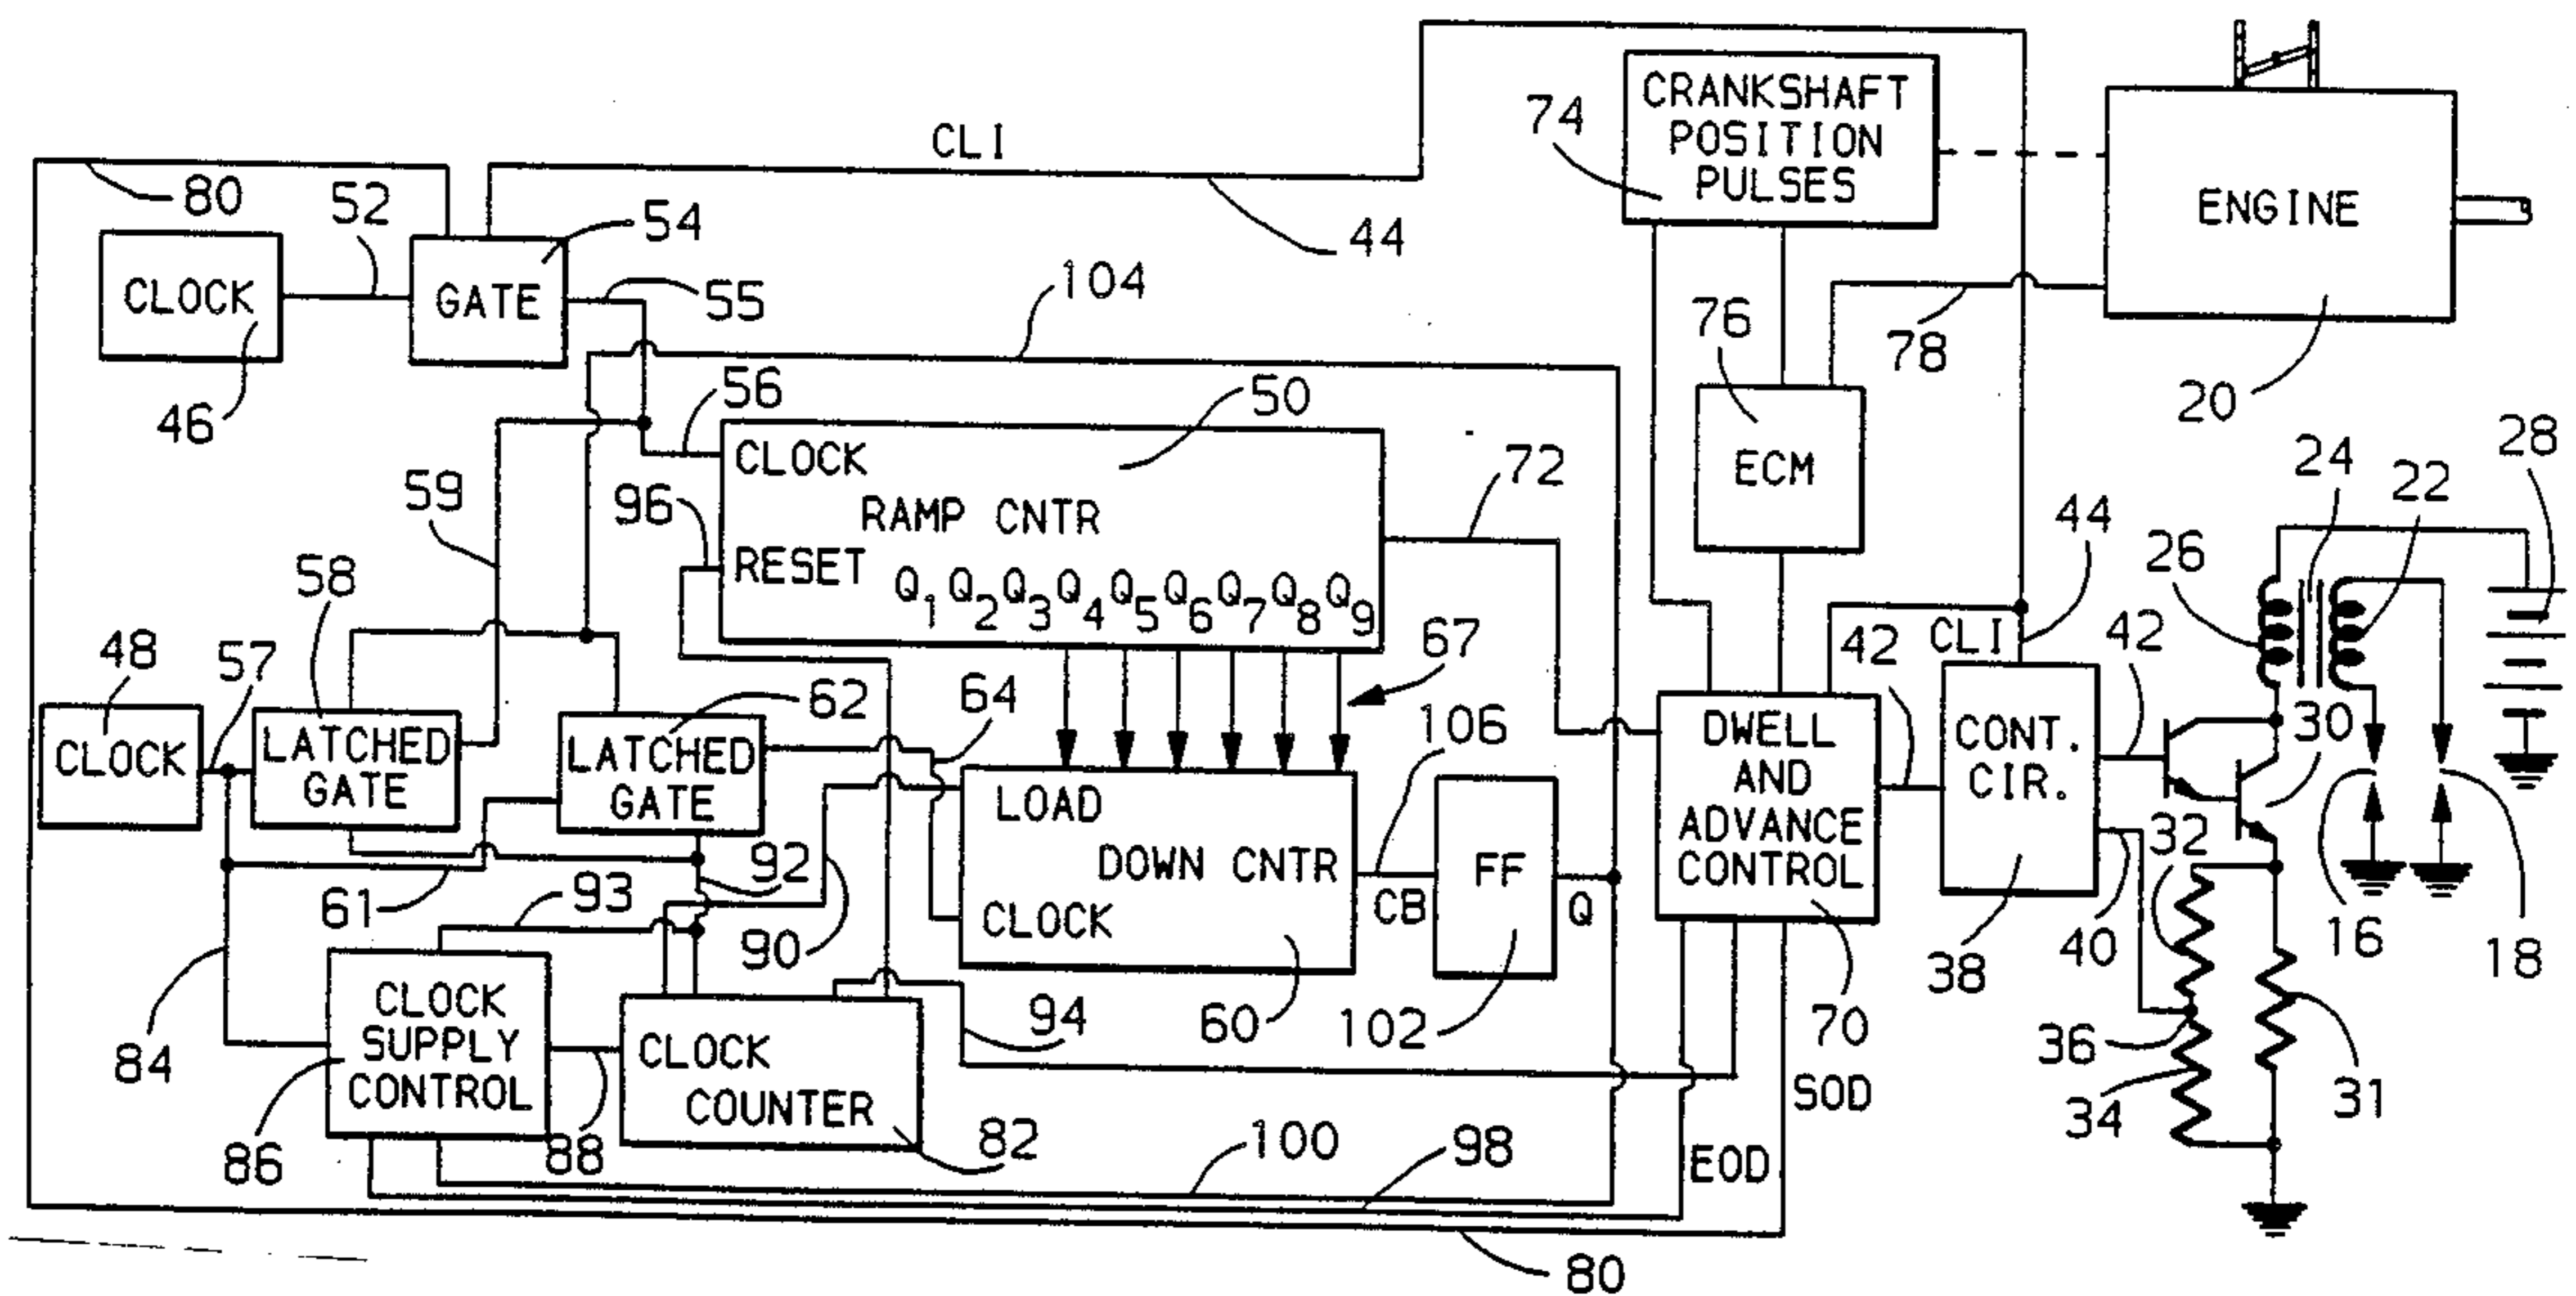 CRANKSHAFT
POSITION
PULSES
74
CLI
80
52
54
44
ENGINE
CLOCK
GATE
55
104
76
78
20
46
56
50
28
CLOCK
ECM
72
24
22
59
96
RAMP CNTR
44
RESET
58
Q1 Q2 Q3 Q4 Q5 Q6 Q7 Q8 Q9
26
CLI
42
42
48
57
62
64
67
30
CLOCK
LATCHED
GATE
LATCHED
GATE
106
DWELL
AND
ADVANCE
CONTROL
CONT.
CIR.
LOAD
DOWN CNTR
CLOCK
FF
CB
Q
32
61
93
92
90
38
40
16
18
CLOCK
SUPPLY
CONTROL
84
CLOCK
COUNTER
94
60
102
70
36
34
31
SOD
86
88
82
100
98
EOD
80